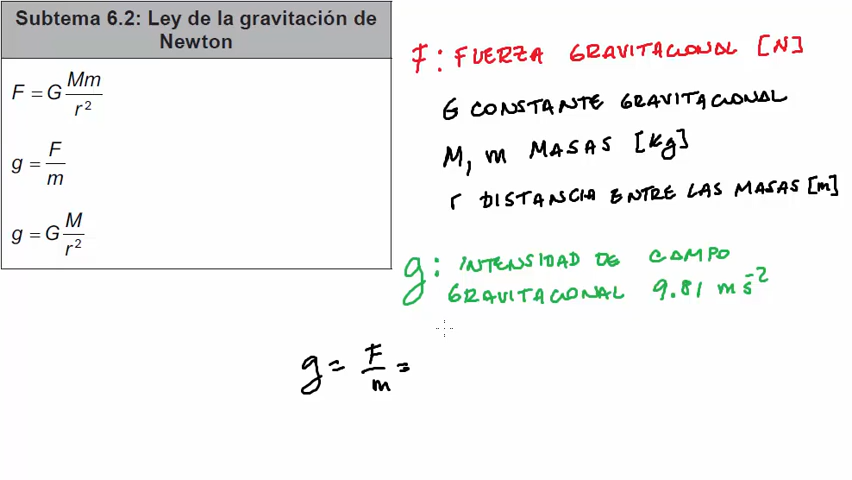 Subtema 6.2: Ley de la gravitación de
Newton
F = G Mm / r²
g = F / m
g = G M / r²
F: FUERZA GRAVITACIONAL [N]
G CONSTANTE GRAVITACIONAL
M, m MASAS [Kg]
r DISTANCIA ENTRE LAS MASAS [m]
g: INTENSIDAD DE CAMPO
GRAVITACIONAL 9.81 m s⁻²
g = F / m =